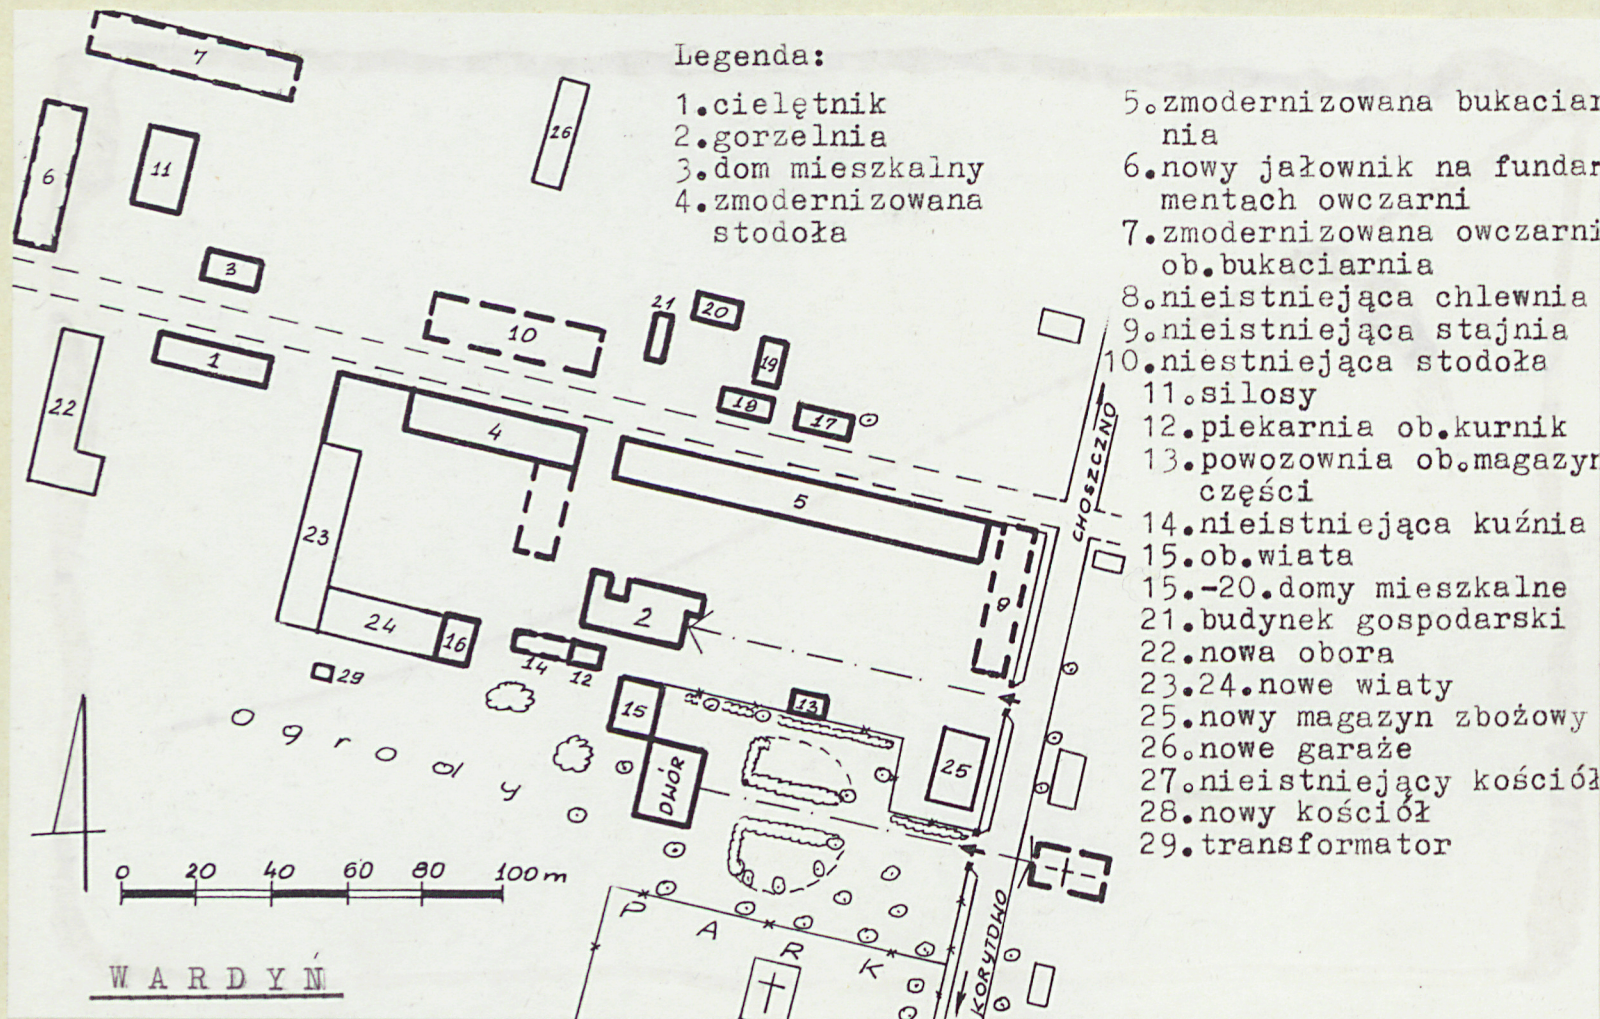 Legenda:
1.cielętnik
2.gorzelnia
3.dom mieszkalny
4.zmodernizowana
stodoła
5.zmodernizowana bukaciar
nia
6.nowy jałownik na fundar
mentach owczarni
7.zmodernizowana owczarni
ob.bukaciarnia
8.nieistniejąca chlewnia
9.nieistniejąca stajnia
10.niestniejąca stodoła
11.silosy
12.piekarnia ob.kurnik
13.powozownia ob.magazyn
części
14.nieistniejąca kuźnia
15.ob.wiata
15.-20.domy mieszkalne
21.budynek gospodarski
22.nowa obora
23.24.nowe wiaty
25.nowy magazyn zbożowy
26.nowe garaże
27.nieistniejący kościół
28.nowy kościół
29.transformator
7
6
11
26
3
1
22
10
21
20
19
18
17
4
5
23
24
16
29
14
12
2
8
15
13
25
DWÓR
ogrody
PARK
CHOSZCZNO
KORYTOWO
0 20 40 60 80 100 m
WARDYŃ